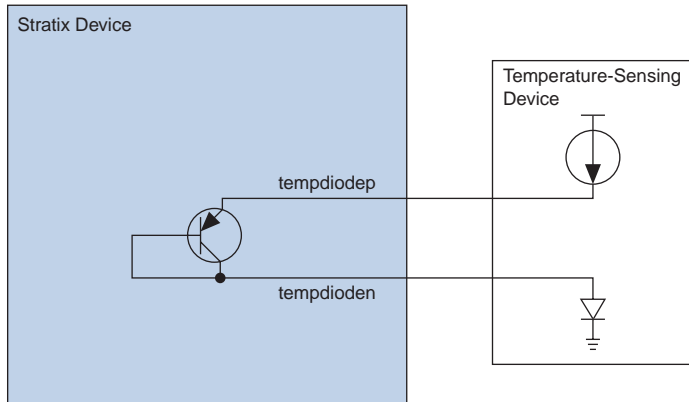 Stratix Device
Temperature-Sensing
Device
tempdiodep
tempdioden